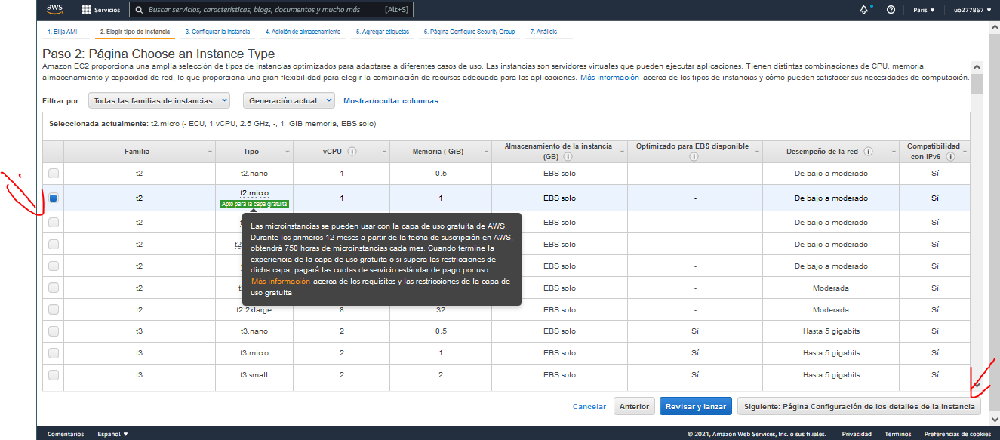 aws Servicios Buscar servicios, características, blogs, documentos y mucho más [Alt+S] París uo277867
1. Elija AMI 2. Elegir tipo de instancia 3. Configurar la instancia 4. Adición de almacenamiento 5. Agregar etiquetas 6. Página Configure Security Group 7. Análisis
Paso 2: Página Choose an Instance Type
Amazon EC2 proporciona una amplia selección de tipos de instancias optimizados para adaptarse a diferentes casos de uso. Las instancias son servidores virtuales que pueden ejecutar aplicaciones. Tienen distintas combinaciones de CPU, memoria,
almacenamiento y capacidad de red, lo que proporciona una gran flexibilidad para elegir la combinación de recursos adecuada para las aplicaciones. Más información acerca de los tipos de instancias y cómo pueden satisfacer sus necesidades de computación.
Filtrar por: Todas las familias de instancias Generación actual Mostrar/ocultar columnas
Seleccionada actualmente: t2.micro (- ECU, 1 vCPU, 2.5 GHz, -, 1 GiB memoria, EBS solo)
Familia Tipo vCPU Memoria ( GiB) Almacenamiento de la instancia (GB) Optimizado para EBS disponible Desempeño de la red Compatibilidad con IPv6
t2 t2.nano 1 0.5 EBS solo - De bajo a moderado Sí
t2 t2.micro 1 1 EBS solo - De bajo a moderado Sí
Apto para la capa gratuita
t2 EBS solo - De bajo a moderado Sí
t2 EBS solo - De bajo a moderado Sí
t2 EBS solo - De bajo a moderado Sí
t2 EBS solo - Moderada Sí
Las microinstancias se pueden usar con la capa de uso gratuita de AWS.
Durante los primeros 12 meses a partir de la fecha de suscripción en AWS,
obtendrá 750 horas de microinstancias cada mes. Cuando termine la
experiencia de la capa de uso gratuita o si supera las restricciones de
dicha capa, pagará las cuotas de servicio estándar de pago por uso.
Más información acerca de los requisitos y las restricciones de la capa de
uso gratuita
t2 t2.2xlarge 8 32 EBS solo - Moderada Sí
t3 t3.nano 2 0.5 EBS solo Sí Hasta 5 gigabits Sí
t3 t3.micro 2 1 EBS solo Sí Hasta 5 gigabits Sí
t3 t3.small 2 2 EBS solo Sí Hasta 5 gigabits Sí
Cancelar Anterior Revisar y lanzar Siguiente: Página Configuración de los detalles de la instancia
Comentarios Español © 2021, Amazon Web Services, Inc. o sus filiales. Privacidad Términos Preferencias de cookies